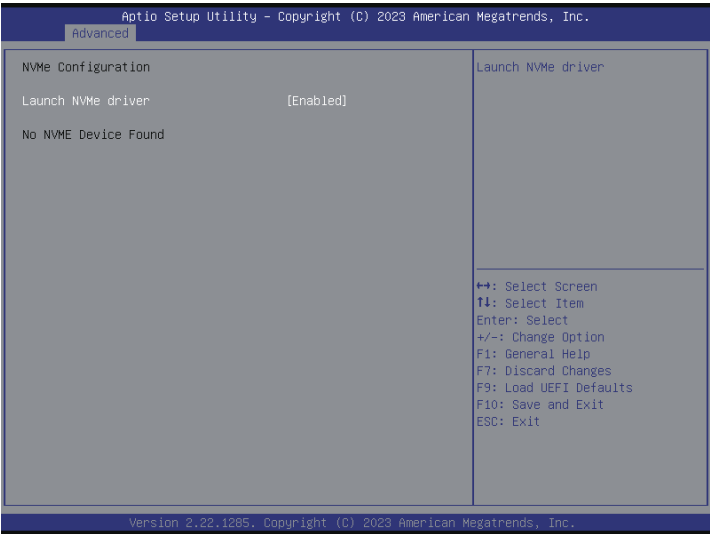 Aptio Setup Utility – Copyright (C) 2023 American Megatrends, Inc.
Advanced
NVMe Configuration
Launch NVMe driver [Enabled]
No NVME Device Found
Launch NVMe driver
↔: Select Screen
↑↓: Select Item
Enter: Select
+/-: Change Option
F1: General Help
F7: Discard Changes
F9: Load UEFI Defaults
F10: Save and Exit
ESC: Exit
Version 2.22.1285. Copyright (C) 2023 American Megatrends, Inc.